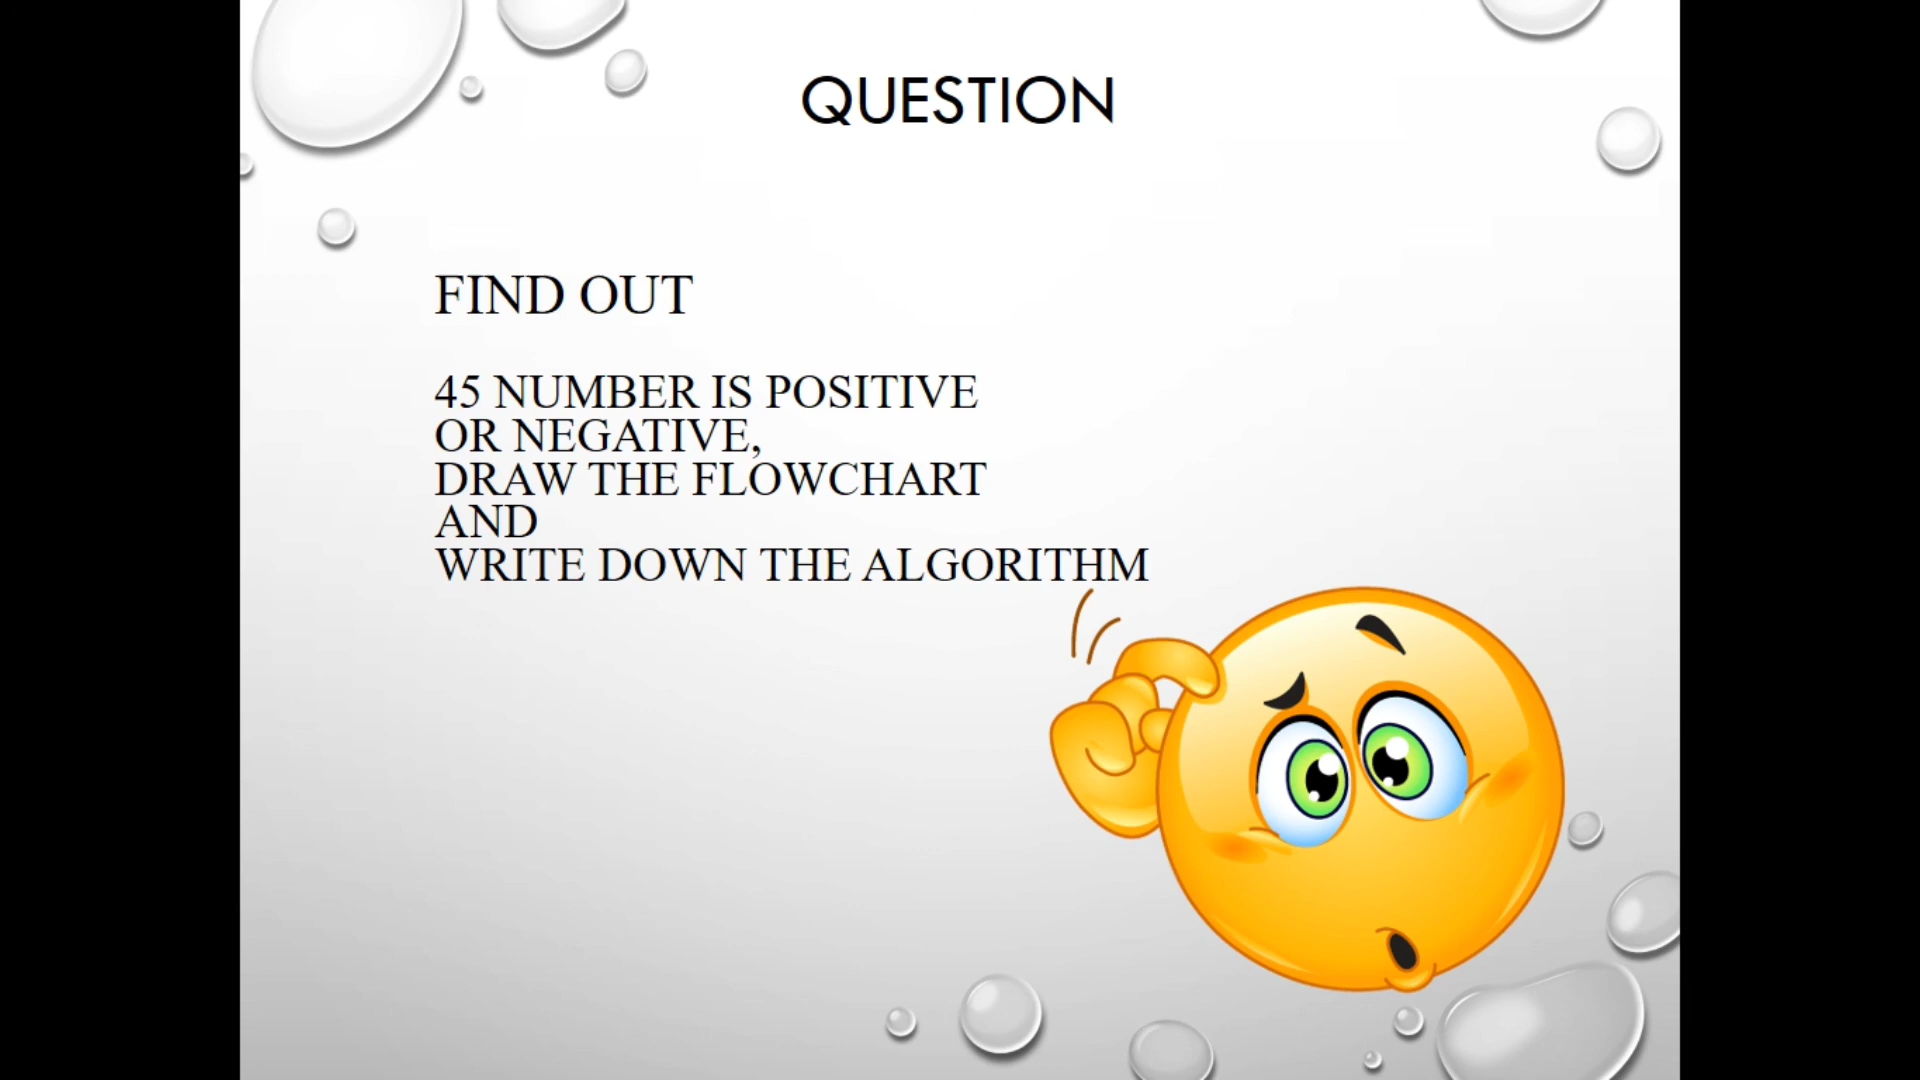 QUESTION
FIND OUT
45 NUMBER IS POSITIVE
OR NEGATIVE,
DRAW THE FLOWCHART
AND
WRITE DOWN THE ALGORITHM